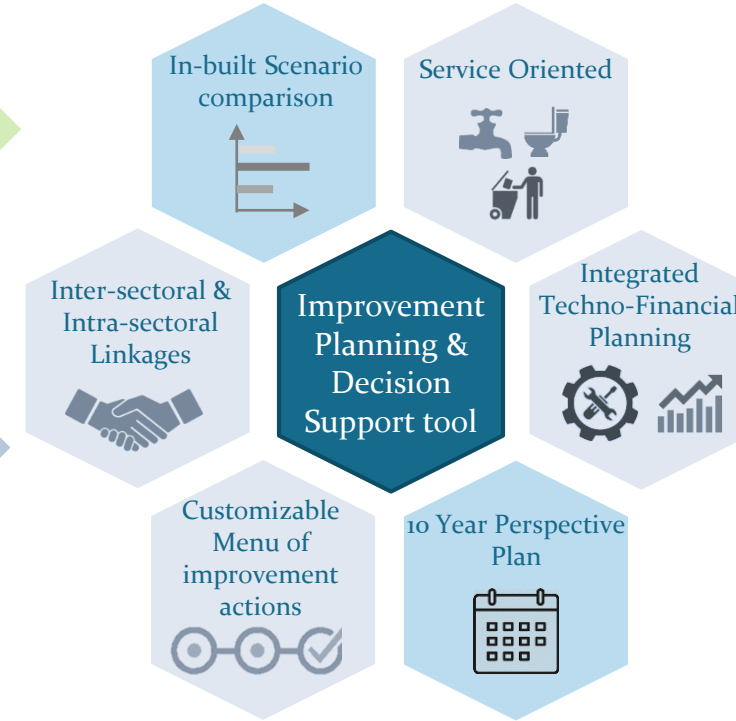 In-built Scenario
comparison
Service Oriented
Inter-sectoral &
Intra-sectoral
Linkages
Improvement
Planning &
Decision
Support tool
Integrated
Techno-Financial
Planning
Customizable
Menu of
improvement
actions
10 Year Perspective
Plan